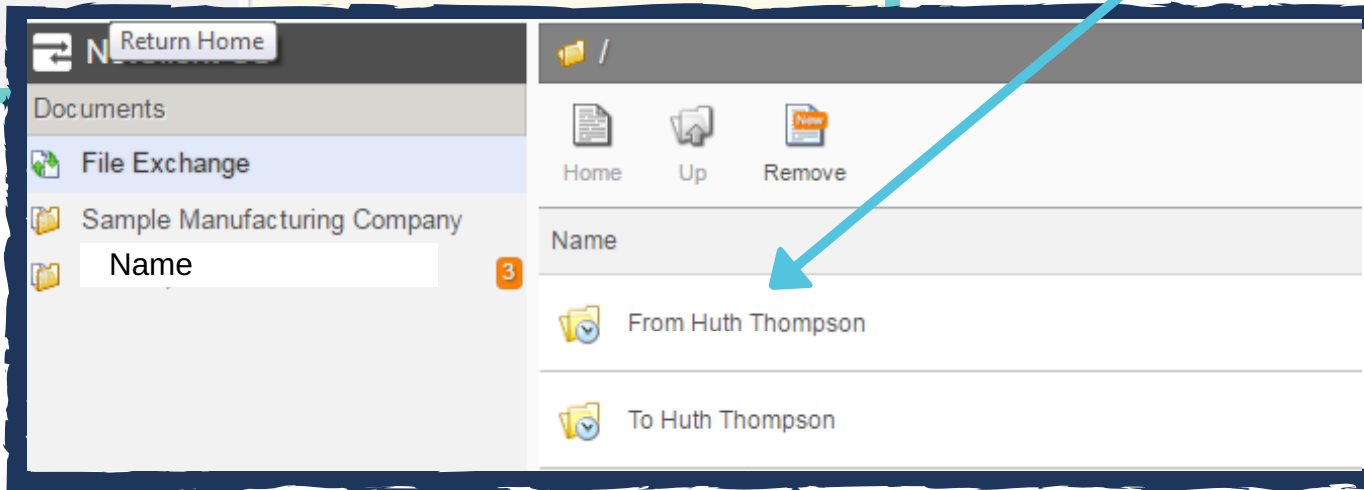 Return Home
/
Documents
File Exchange
Sample Manufacturing Company
Name
3
New
Home Up Remove
Name
From Huth Thompson
To Huth Thompson